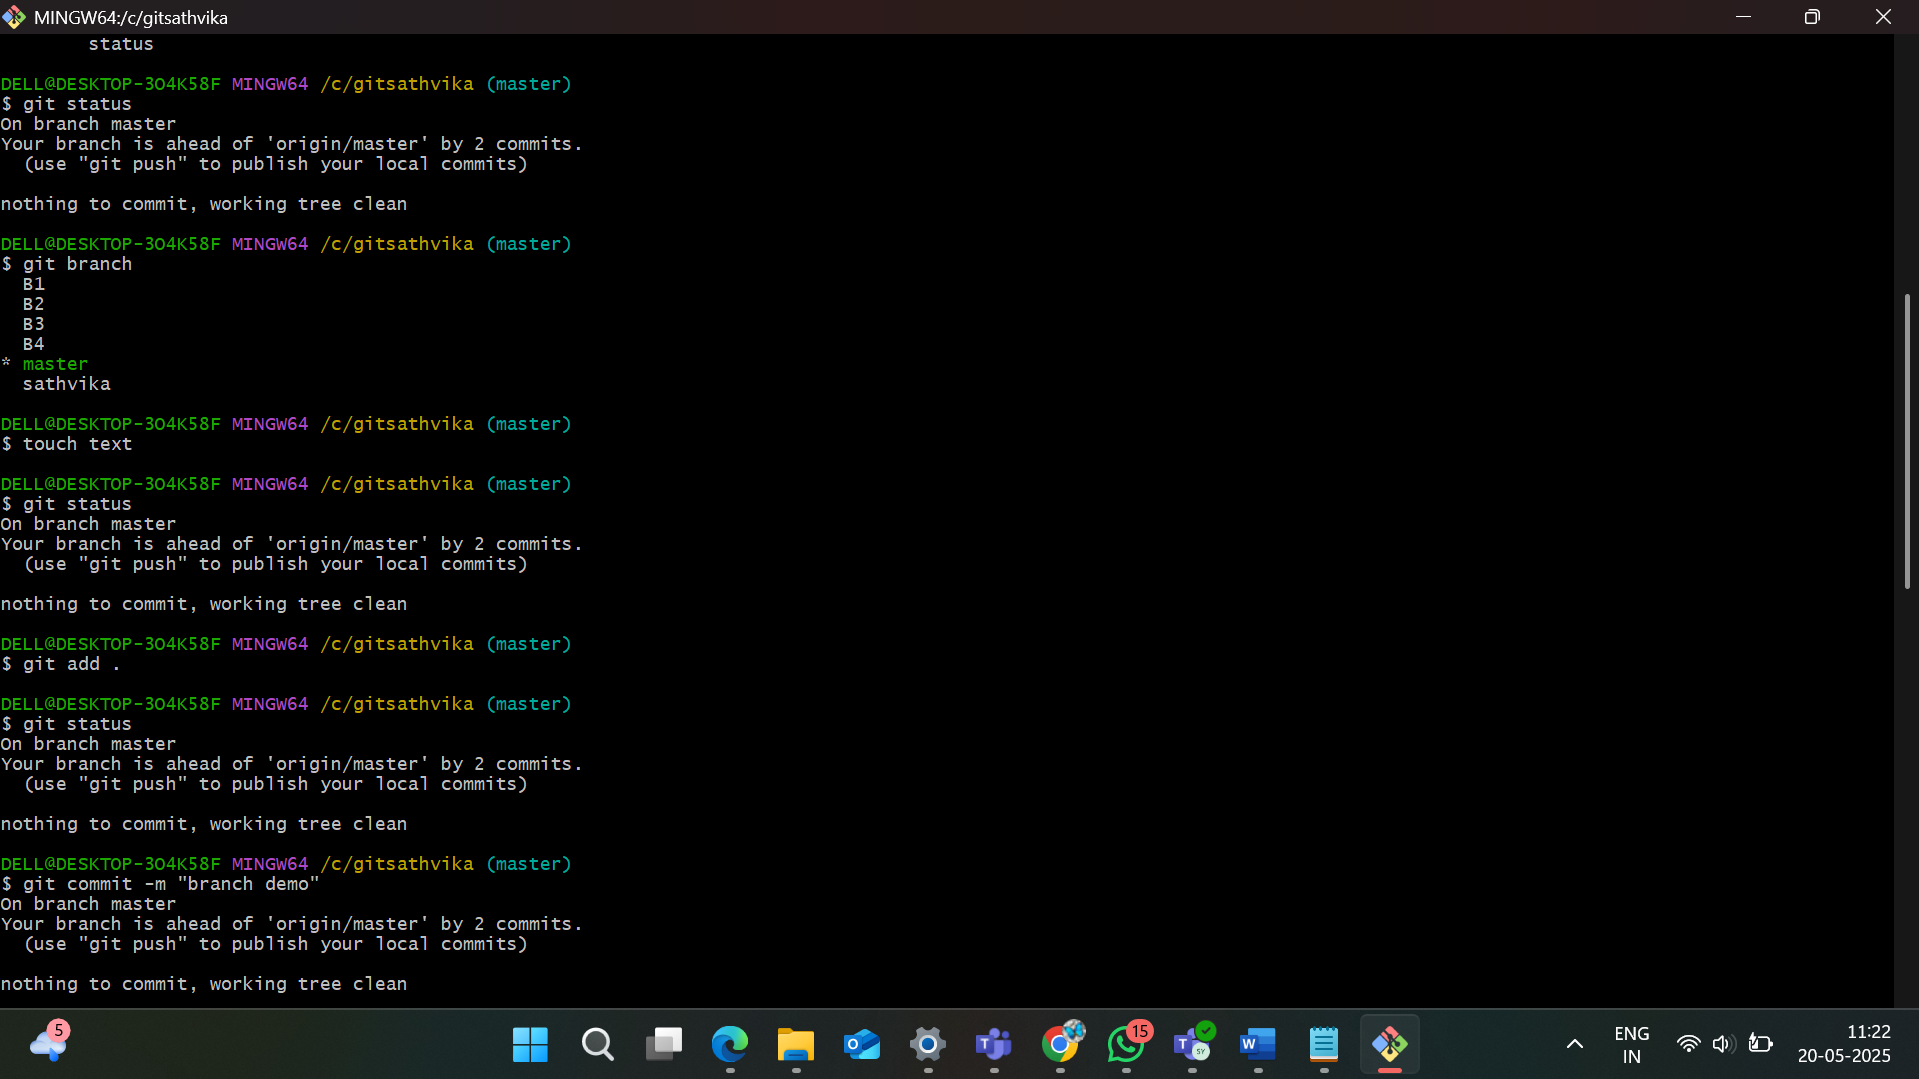 MINGW64:/c/gitsathvika
status
DELL@DESKTOP-3O4K58F MINGW64 /c/gitsathvika (master)
$ git status
On branch master
Your branch is ahead of 'origin/master' by 2 commits.
(use "git push" to publish your local commits)
nothing to commit, working tree clean
DELL@DESKTOP-3O4K58F MINGW64 /c/gitsathvika (master)
$ git branch
B1
B2
B3
B4
* master
sathvika
DELL@DESKTOP-3O4K58F MINGW64 /c/gitsathvika (master)
$ touch text
DELL@DESKTOP-3O4K58F MINGW64 /c/gitsathvika (master)
$ git status
On branch master
Your branch is ahead of 'origin/master' by 2 commits.
(use "git push" to publish your local commits)
nothing to commit, working tree clean
DELL@DESKTOP-3O4K58F MINGW64 /c/gitsathvika (master)
$ git add .
DELL@DESKTOP-3O4K58F MINGW64 /c/gitsathvika (master)
$ git status
On branch master
Your branch is ahead of 'origin/master' by 2 commits.
(use "git push" to publish your local commits)
nothing to commit, working tree clean
DELL@DESKTOP-3O4K58F MINGW64 /c/gitsathvika (master)
$ git commit -m "branch demo"
On branch master
Your branch is ahead of 'origin/master' by 2 commits.
(use "git push" to publish your local commits)
nothing to commit, working tree clean
5
15
SY
ENG
IN
11:22
20-05-2025